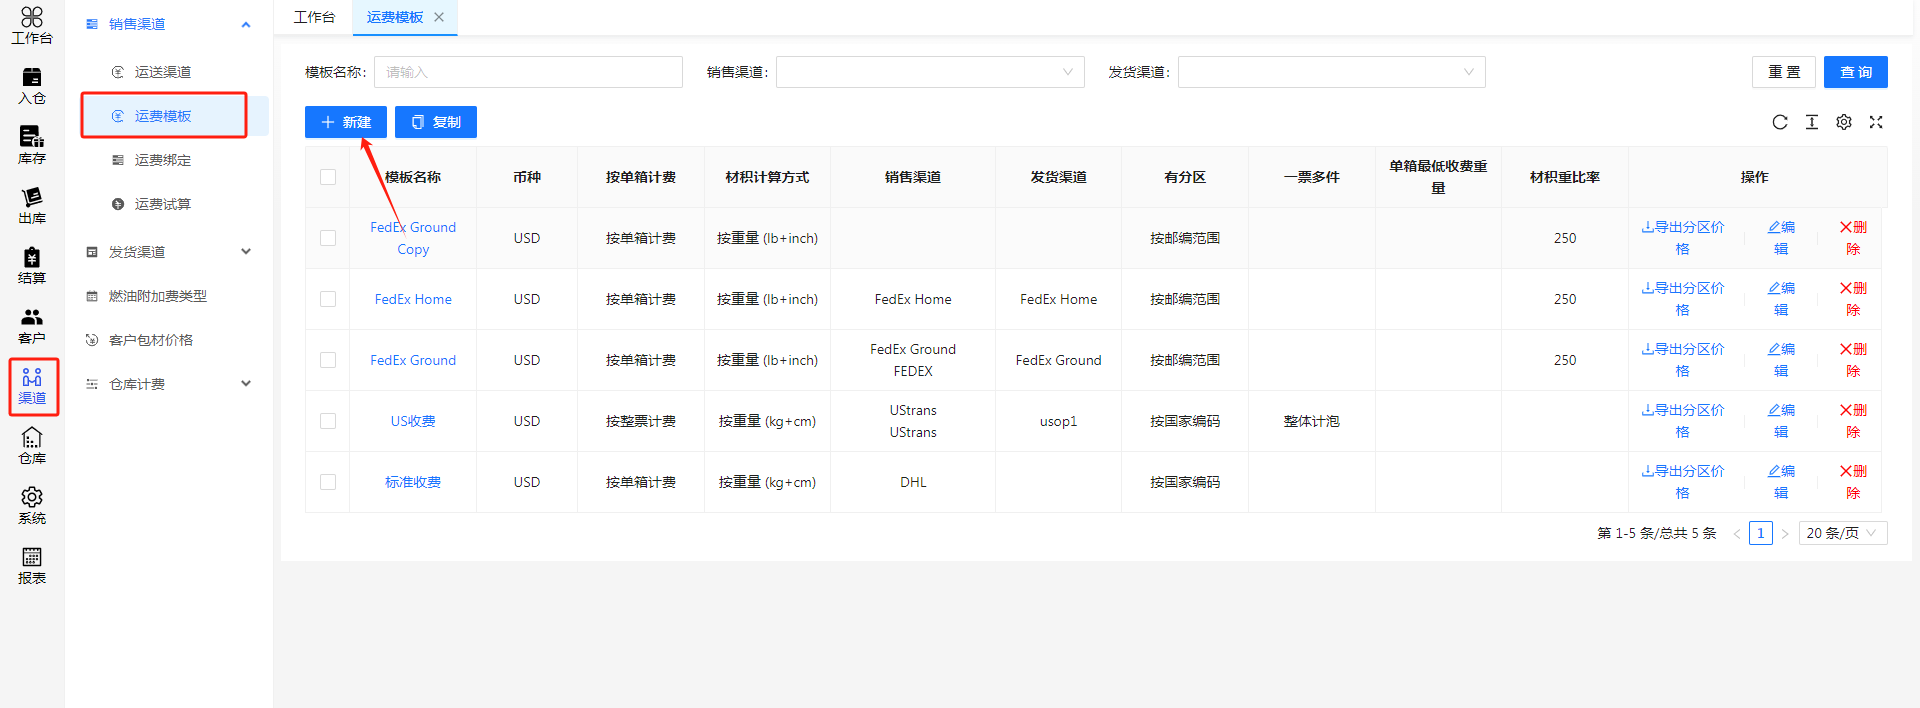 工作台
入仓
库存
出库
结算
客户
渠道
仓库
系统
报表
销售渠道
运送渠道
运费模板
运费绑定
运费试算
发货渠道
燃油附加费类型
客户包材价格
仓库计费
工作台 运费模板
模板名称: 请输入 销售渠道: 发货渠道: 重 置 查 询
新建 复制
模板名称 币种 按单箱计费 材积计算方式 销售渠道 发货渠道 有分区 一票多件 单箱最低收费重
量 材积重比率 操作
FedEx Ground
Copy USD 按单箱计费 按重量 (lb+inch) 按邮编范围 250 导出分区价
格 编
辑 删
除
FedEx Home USD 按单箱计费 按重量 (lb+inch) FedEx Home FedEx Home 按邮编范围 250 导出分区价
格 编
辑 删
除
FedEx Ground USD 按单箱计费 按重量 (lb+inch) FedEx Ground
FEDEX FedEx Ground 按邮编范围 250 导出分区价
格 编
辑 删
除
US收费 USD 按整票计费 按重量 (kg+cm) UStrans
UStrans usop1 按国家编码 整体计泡 导出分区价
格 编
辑 删
除
标准收费 USD 按单箱计费 按重量 (kg+cm) DHL 按国家编码 导出分区价
格 编
辑 删
除
第 1-5 条/总共 5 条 < 1 > 20 条/页